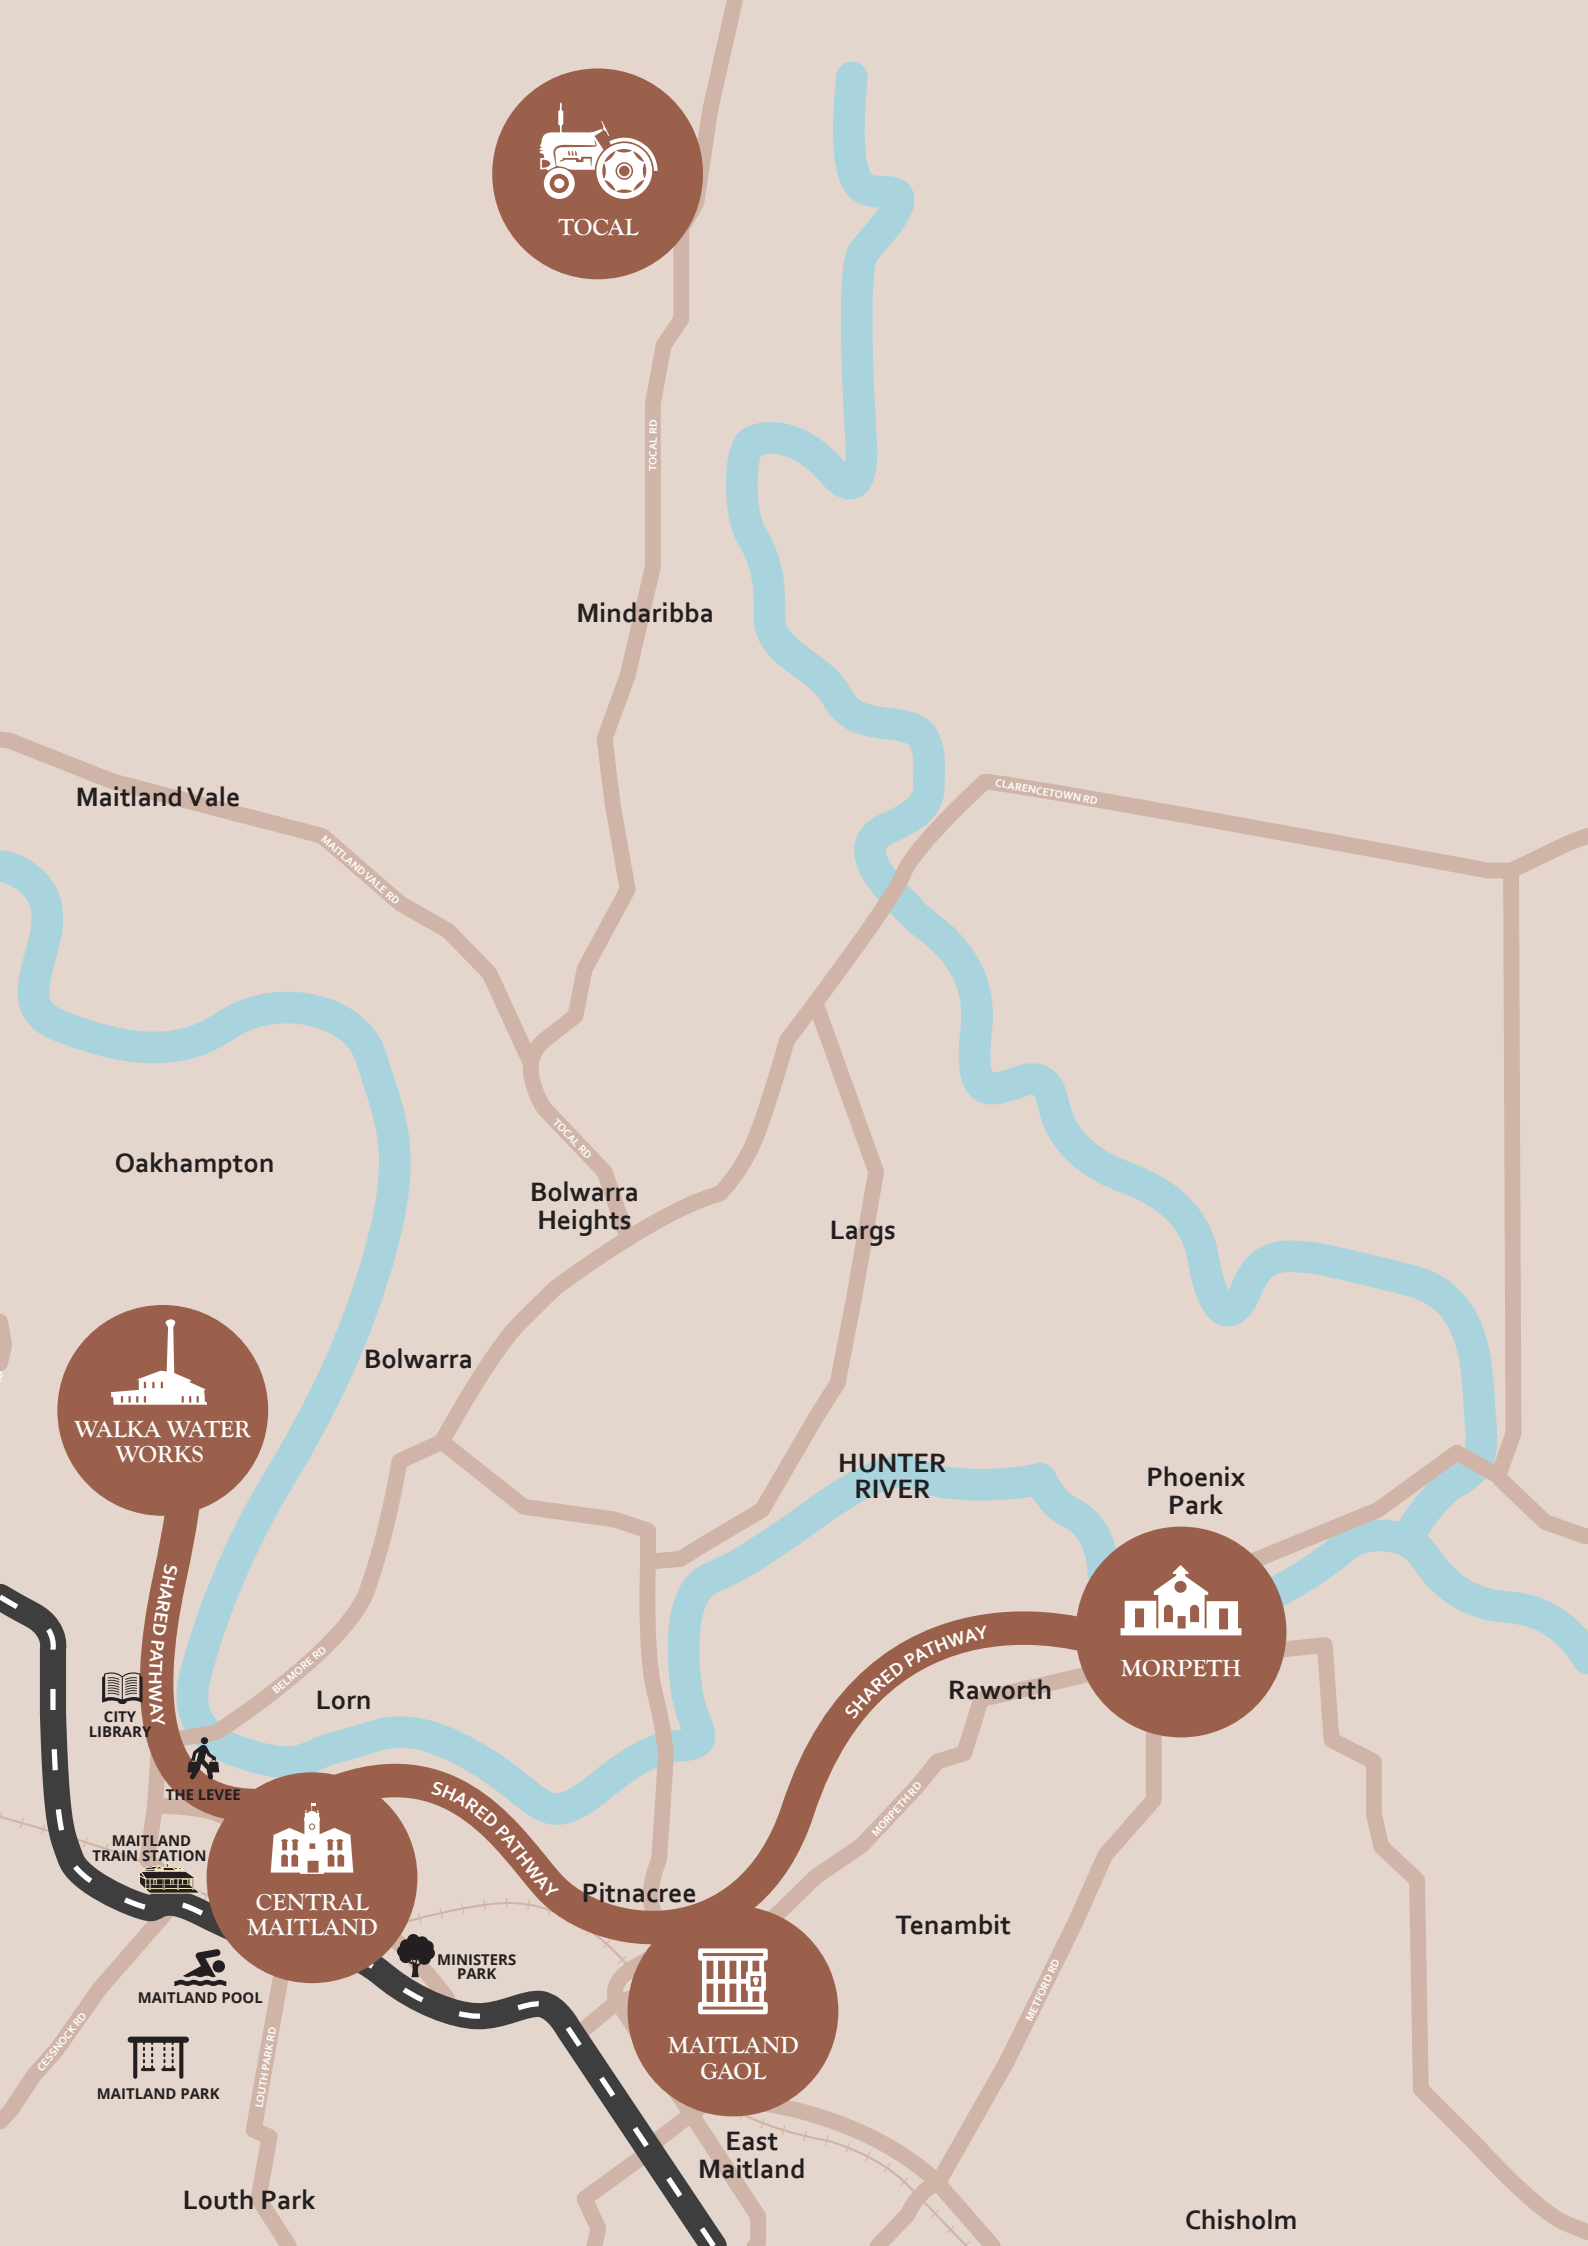 TOCAL
TOCAL RD
Mindaribba
CLARENCETOWN RD
Maitland Vale
MAITLAND VALE RD
TOCAL RD
Oakhampton
Bolwarra
Heights
Largs
Bolwarra
WALKA WATER
WORKS
HUNTER
RIVER
Phoenix
Park
SHARED PATHWAY
SHARED PATHWAY
MORPETH
BELMORE RD
Lorn
Raworth
CITY
LIBRARY
THE LEVEE
SHARED PATHWAY
MORPETH RD
MAITLAND
TRAIN STATION
CENTRAL
MAITLAND
Pitnacree
Tenambit
MINISTERS
PARK
MAITLAND POOL
METFORD RD
CESSNOCK RD
LOUTH PARK RD
MAITLAND
GAOL
MAITLAND PARK
East
Maitland
Louth Park
Chisholm